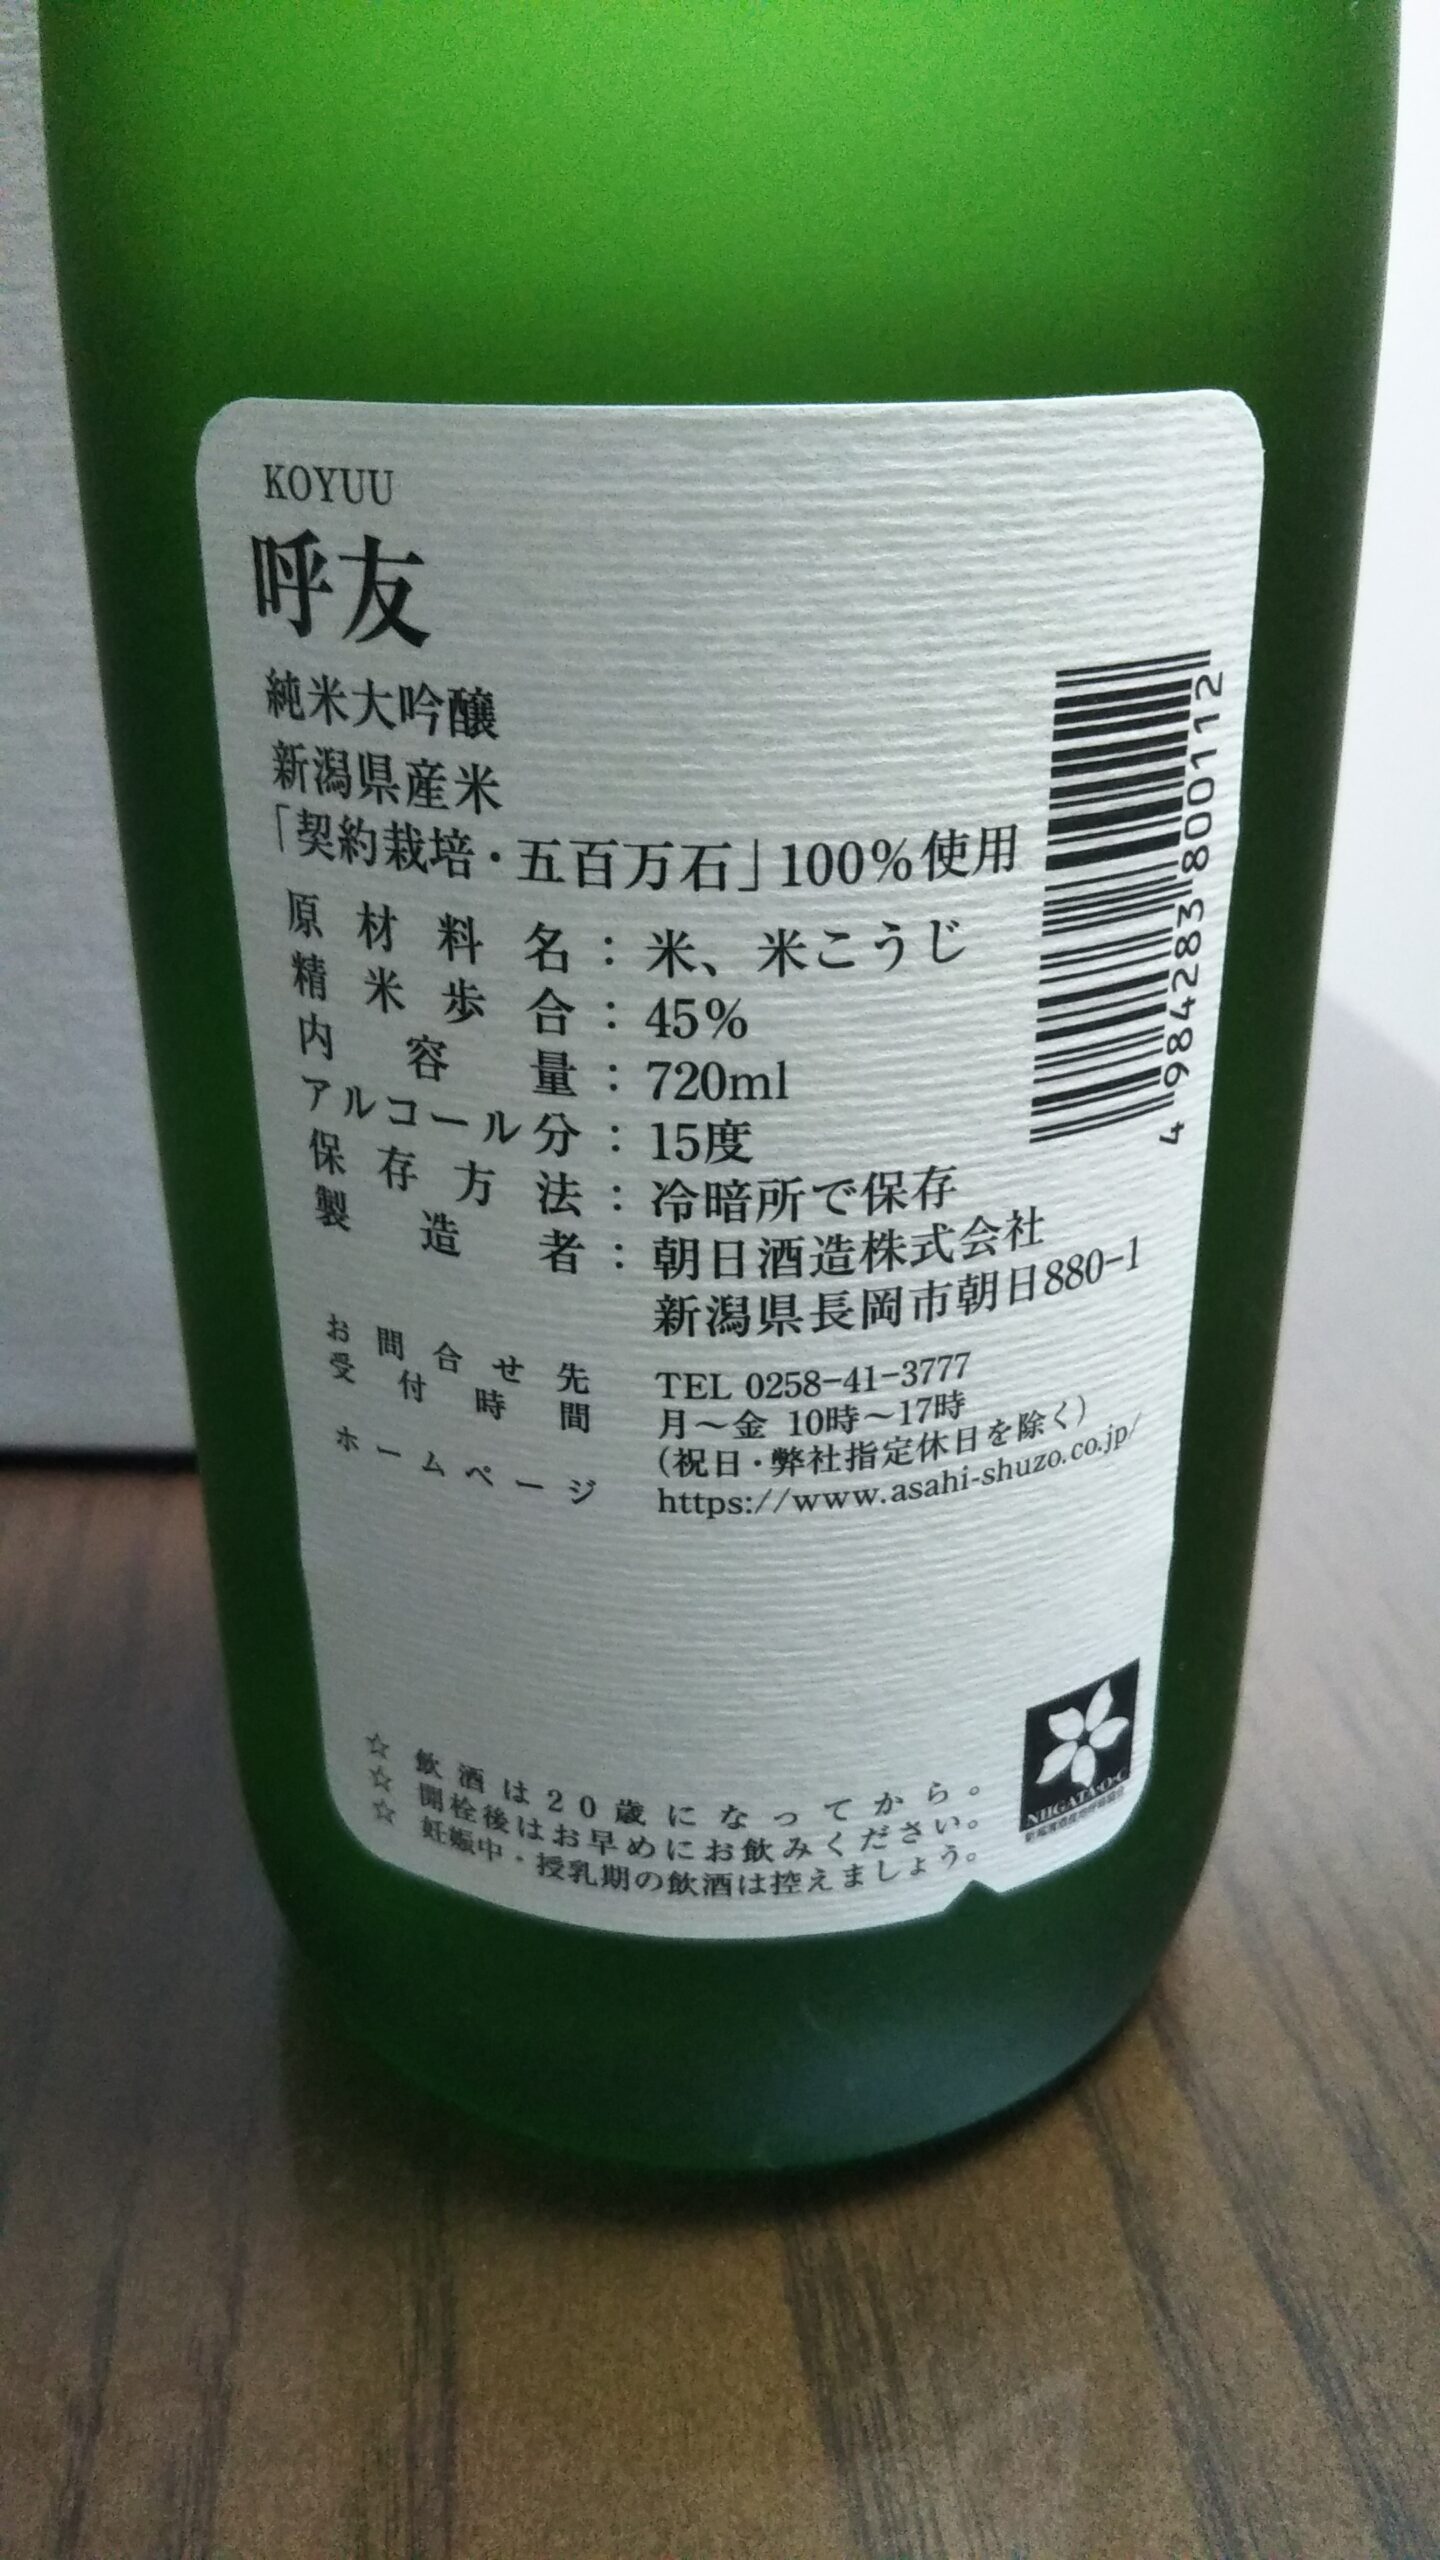 KOYUU
呼友
純米大吟醸
新潟県産米
「契約栽培・五百万石」100%使用
原材料名：米、米こうじ
精米歩合：45%
内容量：720ml
アルコール分：15度
保存方法：冷暗所で保存
製造者：朝日酒造株式会社
新潟県長岡市朝日880-1
お問合せ先 TEL 0258-41-3777
受付時間 月～金 10時～17時
(祝日・弊社指定休日を除く)
ホームページ https://www.asahi-shuzo.co.jp/
4984283800112
☆ 飲酒は20歳になってから。
☆ 開栓後はお早めにお飲みください。
☆ 妊娠中・授乳期の飲酒は控えましょう。
NIIGATA・O・C